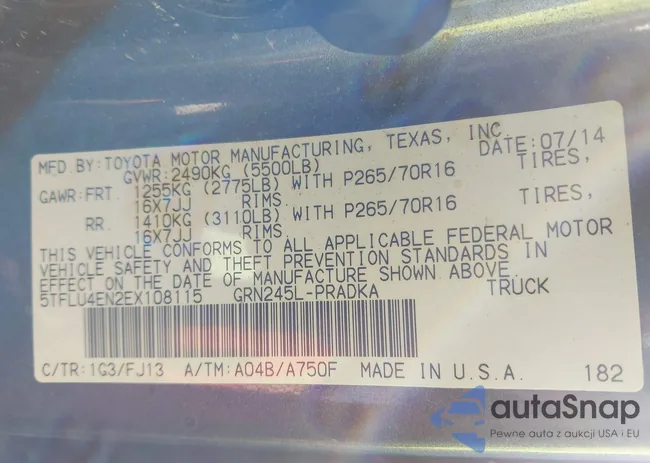 MFD.BY:TOYOTA MOTOR MANUFACTURING, TEXAS, INC. DATE:07/14
GVWR:2490KG (5500LB)
GAWR:FRT. 1255KG (2775LB) WITH P265/70R16 TIRES,
16X7JJ RIMS.
RR. 1410KG (3110LB) WITH P265/70R16 TIRES,
16X7JJ RIMS.
THIS VEHICLE CONFORMS TO ALL APPLICABLE FEDERAL MOTOR
VEHICLE SAFETY AND THEFT PREVENTION STANDARDS IN
EFFECT ON THE DATE OF MANUFACTURE SHOWN ABOVE.
5TFLU4EN2EX108115 GRN245L-PRADKA TRUCK
C/TR:1G3/FJ13 A/TM:A04B/A750F MADE IN U.S.A. 182
autaSnap
Pewne auta z aukcji USA i EU